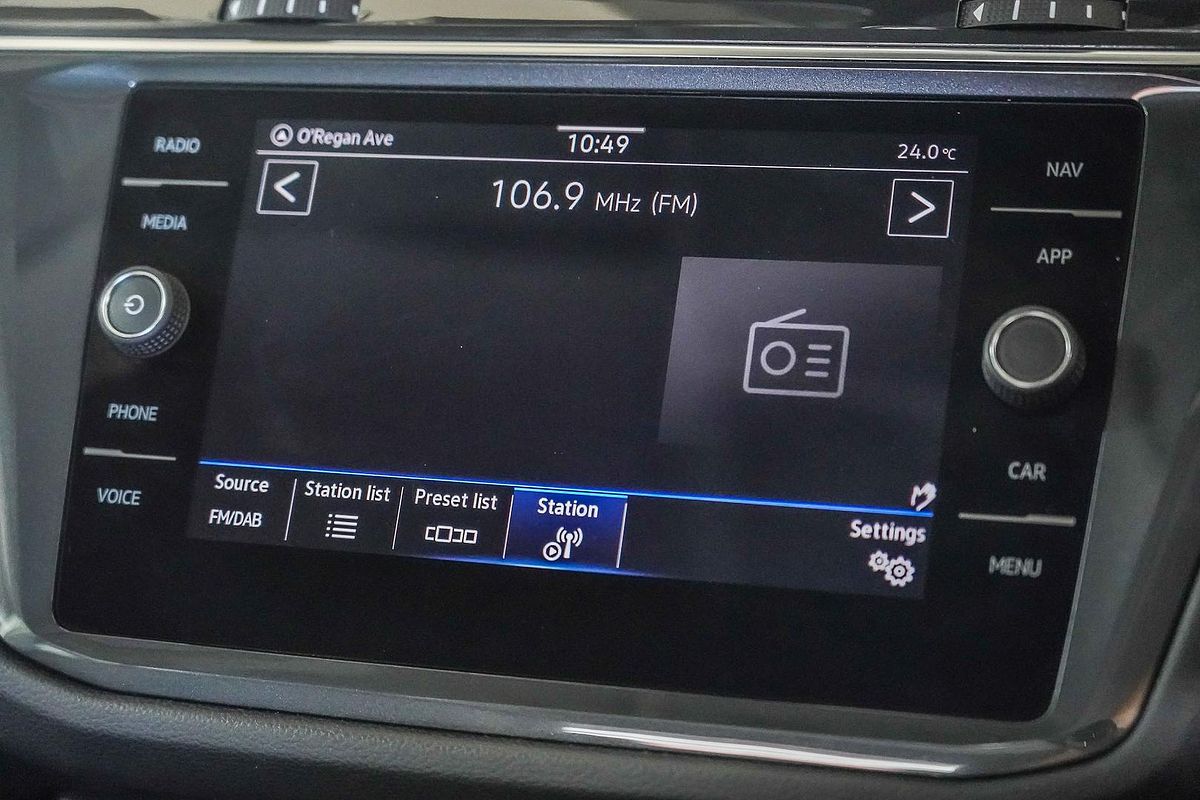 O'Regan Ave
10:49
24.0°C
<
106.9 MHz (FM)
>
RADIO
MEDIA
PHONE
VOICE
NAV
APP
CAR
MENU
Source
FM/DAB
Station list
Preset list
Station
Settings